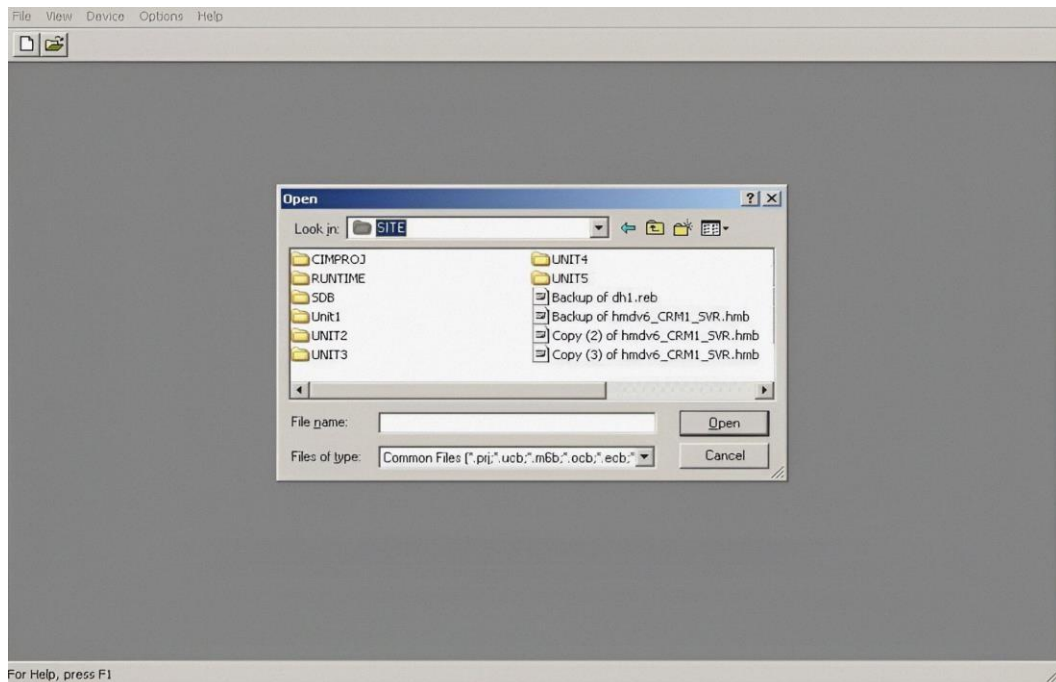 File View Device Options Help
Open
Look in: SITE
CIMPROJ
RUNTIME
SDB
Unit1
UNIT2
UNIT3
UNIT4
UNIT5
Backup of dh1.reb
Backup of hmdv6_CRM1_SVR.hmb
Copy (2) of hmdv6_CRM1_SVR.hmb
Copy (3) of hmdv6_CRM1_SVR.hmb
File name: Open
Files of type: Common Files (*.prj;*.ucb;*.m6b;*.ocb;*.ecb;* Cancel
For Help, press F1